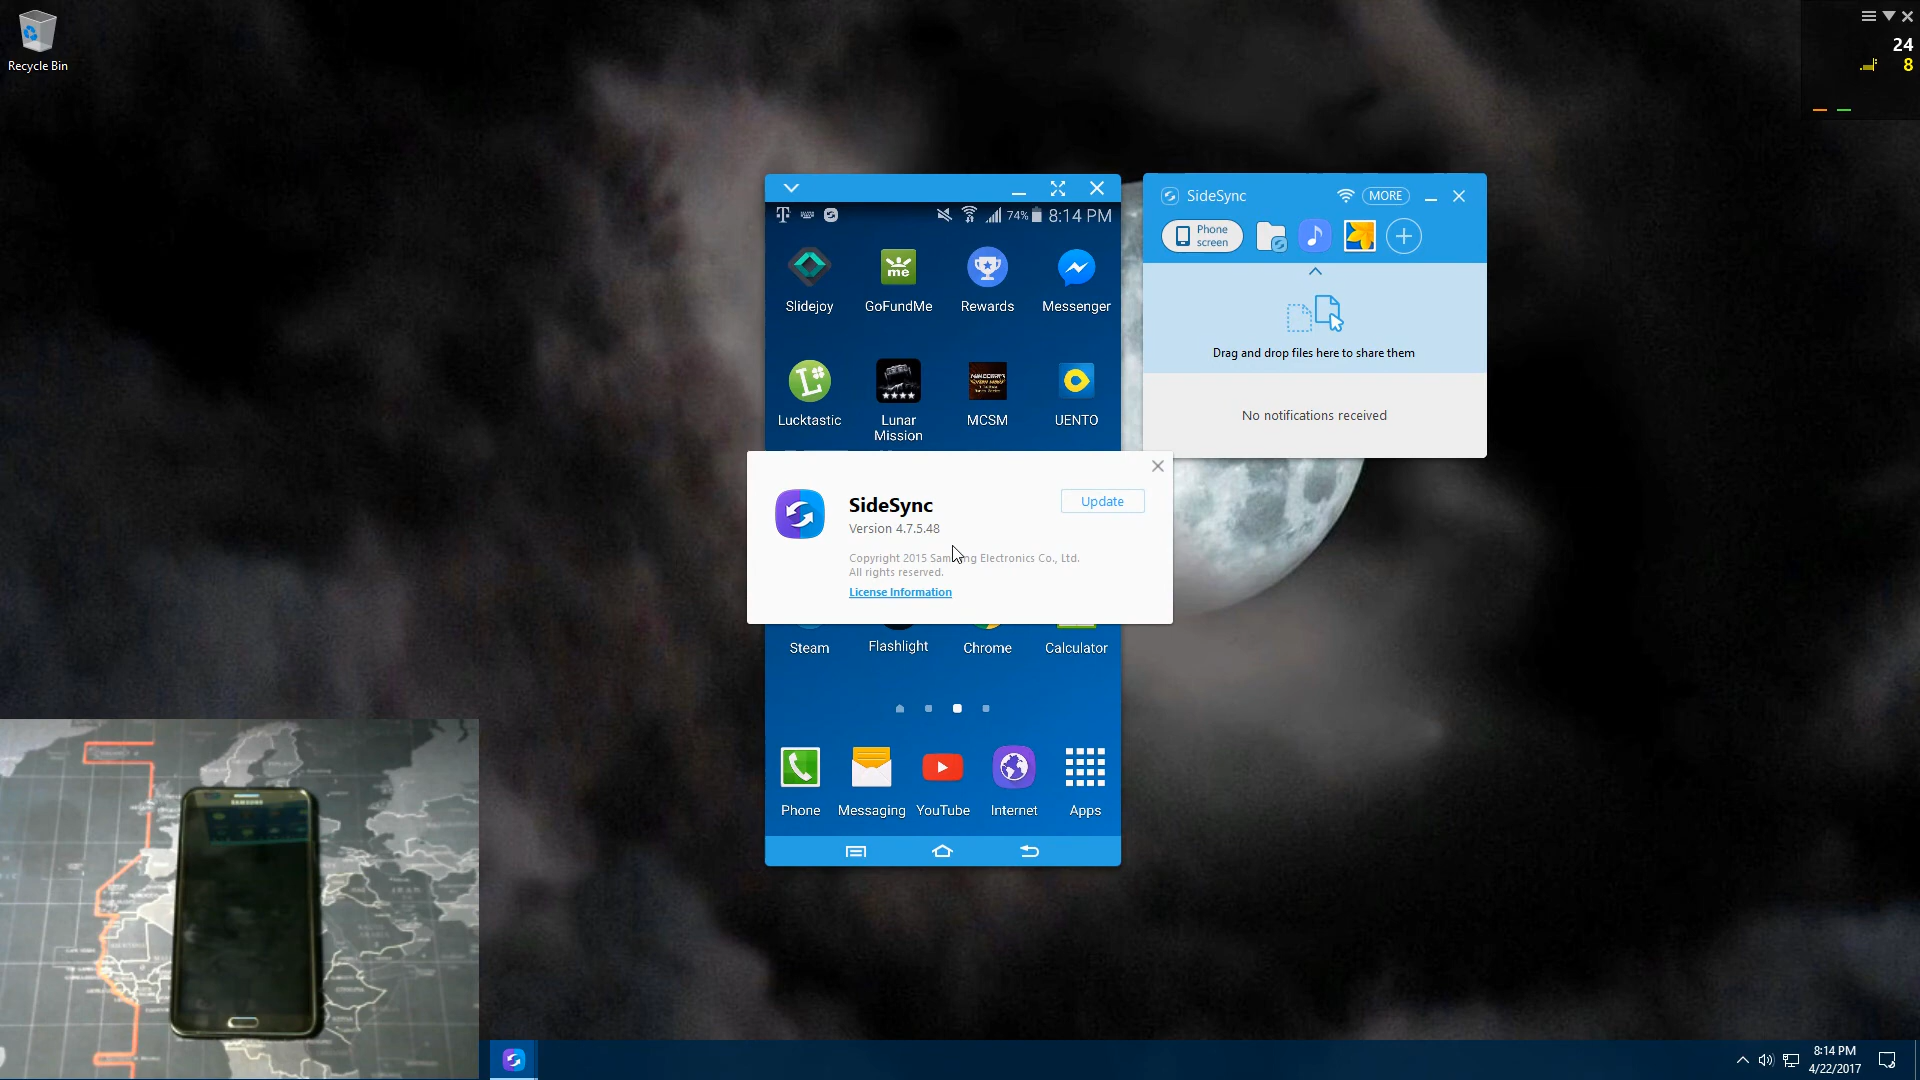 Recycle Bin
24
8
74%
8:14 PM
Slidejoy
GoFundMe
Rewards
Messenger
me
Lucktastic
Lunar
Mission
MCSM
UENTO
SideSync
MORE
Phone
screen
Drag and drop files here to share them
No notifications received
SideSync
Update
Version 4.7.5.48
Copyright 2015 Samsung Electronics Co., Ltd.
All rights reserved.
License Information
Steam
Flashlight
Chrome
Calculator
Phone
Messaging
YouTube
Internet
Apps
SAMSUNG
8:14 PM
4/22/2017